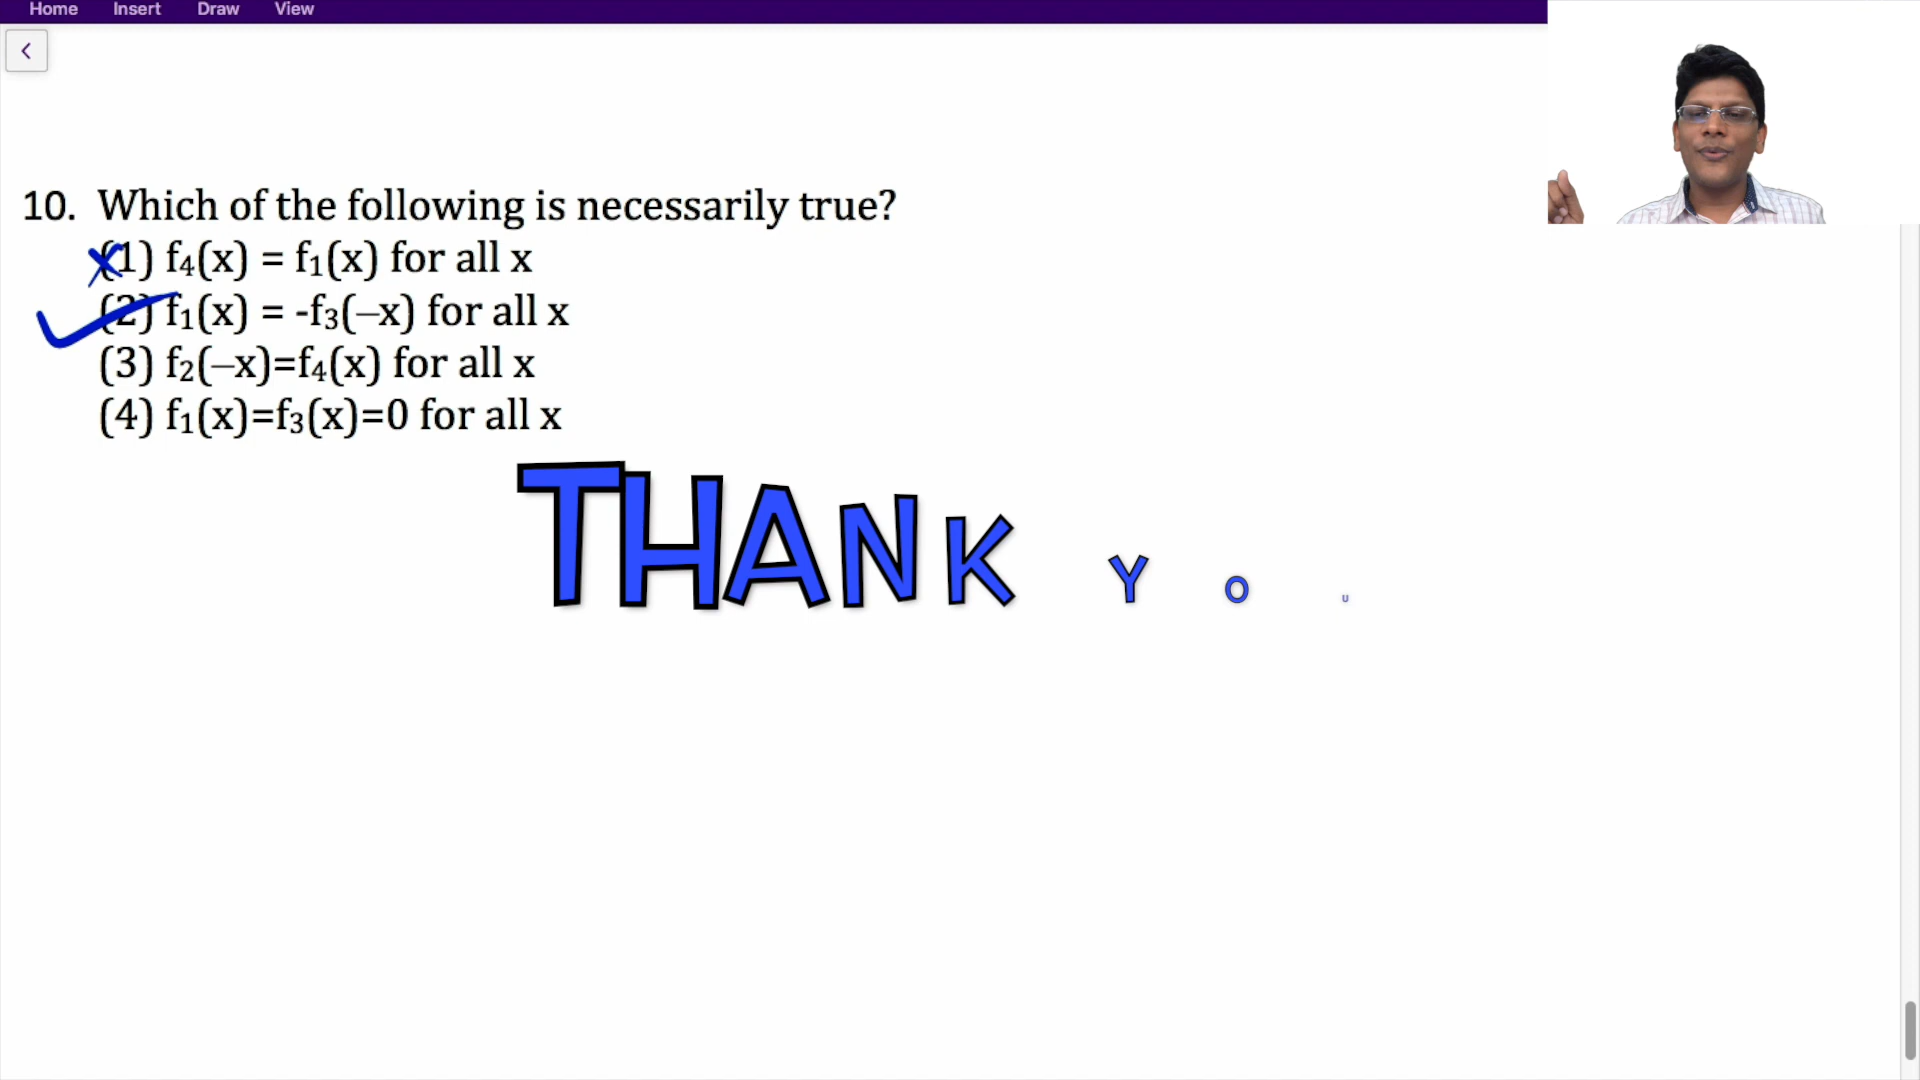 Home Insert Draw View
10. Which of the following is necessarily true?
(1) f₄(x) = f₁(x) for all x
(2) f₁(x) = -f₃(–x) for all x
(3) f₂(–x)=f₄(x) for all x
(4) f₁(x)=f₃(x)=0 for all x
THANK YOU